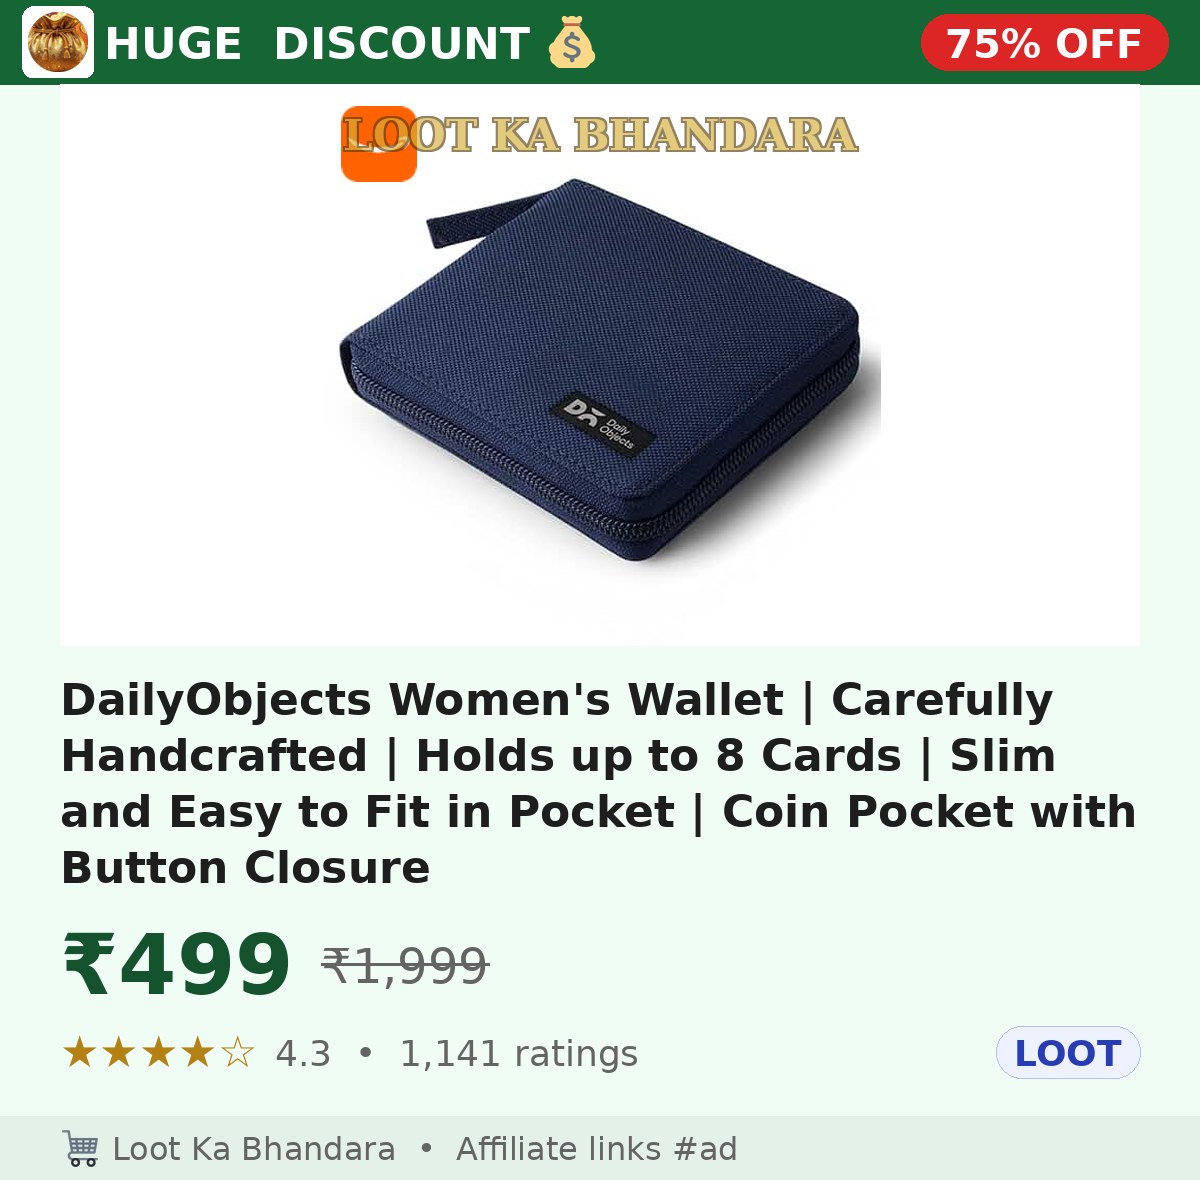 HUGE DISCOUNT 💰
75% OFF
LOOT KA BHANDARA
DX Daily
Objects
DailyObjects Women's Wallet | Carefully
Handcrafted | Holds up to 8 Cards | Slim
and Easy to Fit in Pocket | Coin Pocket with
Button Closure
₹499 ₹1,999
★★★★☆ 4.3 • 1,141 ratings
LOOT
🛒 Loot Ka Bhandara • Affiliate links #ad